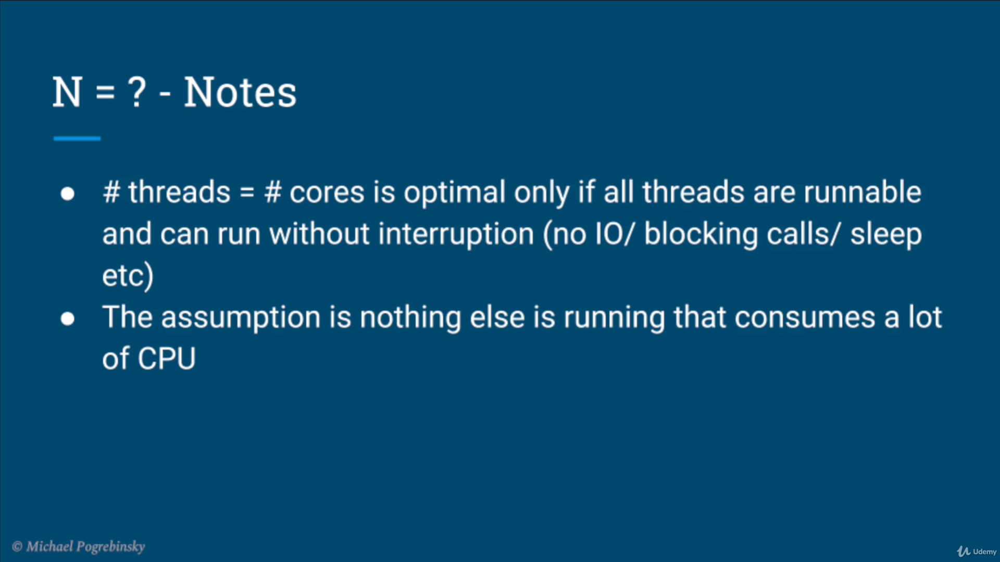 N = ? - Notes
● # threads = # cores is optimal only if all threads are runnable
and can run without interruption (no IO/ blocking calls/ sleep
etc)
● The assumption is nothing else is running that consumes a lot
of CPU
© Michael Pogrebinsky
Udemy